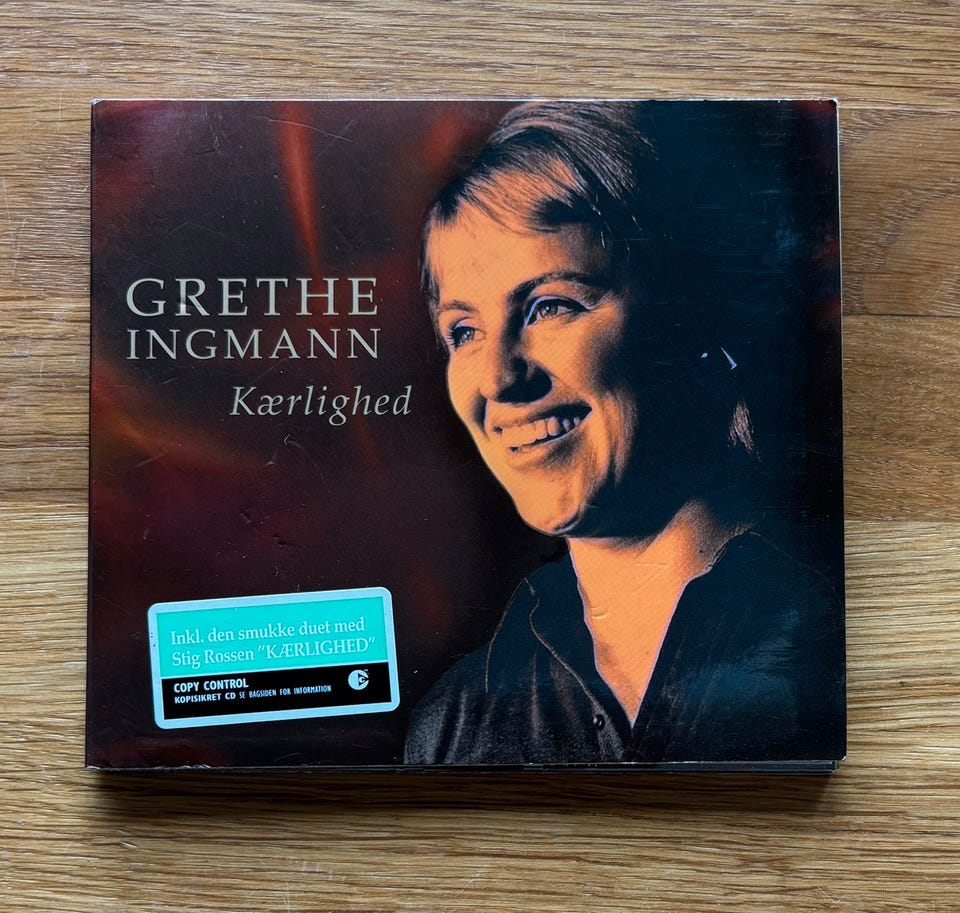 GRETHE
INGMANN
Kærlighed
Inkl. den smukke duet med
Stig Rossen "KÆRLIGHED"
COPY CONTROL
KOPISIKRET CD SE BAGSIDEN FOR INFORMATION